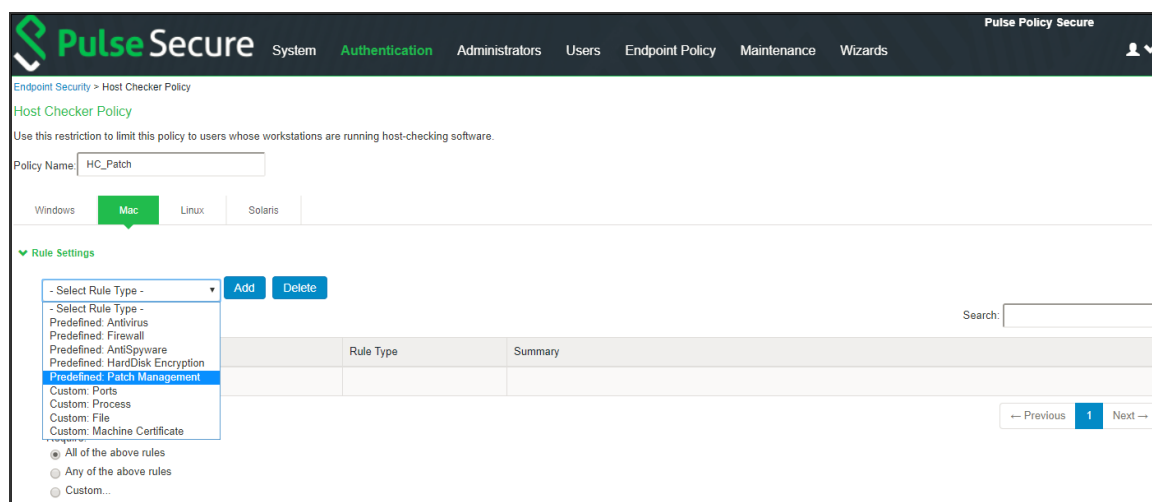 Pulse Policy Secure
Pulse Secure System Authentication Administrators Users Endpoint Policy Maintenance Wizards
Endpoint Security > Host Checker Policy
Host Checker Policy
Use this restriction to limit this policy to users whose workstations are running host-checking software.
Policy Name: HC_Patch
Windows Mac Linux Solaris
Rule Settings
- Select Rule Type - Add Delete
- Select Rule Type -
Predefined: Antivirus
Search:
Predefined: Firewall
Predefined: AntiSpyware
Rule Type Summary
Predefined: HardDisk Encryption
Predefined: Patch Management
Custom: Ports
Custom: Process
Custom: File
← Previous 1 Next →
Custom: Machine Certificate
Require:
All of the above rules
Any of the above rules
Custom...